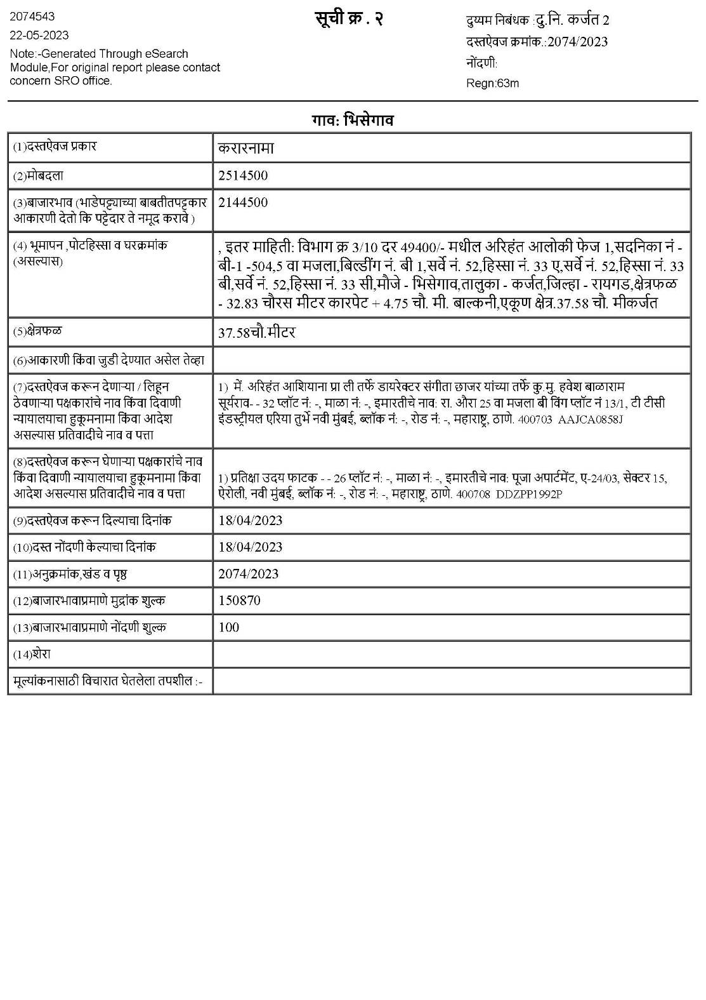 2074543
22-05-2023
Note:-Generated Through eSearch
Module,For original report please contact
concern SRO office.
सूची क्र . २
दुय्यम निबंधक :दु.नि. कर्जत 2
दस्तऐवज क्रमांक.:2074/2023
नोंदणी:
Regn:63m
गाव: भिसेगाव
(1)दस्तऐवज प्रकार
करारनामा
(2)मोबदला
2514500
(3)बाजारभाव (भाडेपट्ट्याच्या बाबतीतपट्टकार
आकारणी देतो कि पट्टेदार ते नमूद करावे )
2144500
(4) भूमापन ,पोटहिस्सा व घरक्रमांक
(असल्यास)
, इतर माहिती: विभाग क्र 3/10 दर 49400/- मधील अरिहंत आलोकी फेज 1,सदनिका नं -
बी-1 -504,5 वा मजला,बिल्डींग नं. बी 1,सर्वे नं. 52,हिस्सा नं. 33 ए,सर्वे नं. 52,हिस्सा नं. 33
बी,सर्वे नं. 52,हिस्सा नं. 33 सी,मौजे - भिसेगाव,तालुका - कर्जत,जिल्हा - रायगड,क्षेत्रफळ
- 32.83 चौरस मीटर कारपेट + 4.75 चौ. मी. बाल्कनी,एकूण क्षेत्र.37.58 चौ. मीकर्जत
(5)क्षेत्रफळ
37.58चौ.मीटर
(6)आकारणी किंवा जुडी देण्यात असेल तेव्हा
(7)दस्तऐवज करून देणाऱ्या / लिहून
ठेवणाऱ्या पक्षकारांचे नाव किंवा दिवाणी
न्यायालयाचा हुकूमनामा किंवा आदेश
असल्यास प्रतिवादीचे नाव व पत्ता
1) में. अरिहंत आशियाना प्रा ली तर्फे डायरेक्टर संगीता छाजर यांच्या तर्फे कु.मु. हवेश बाळाराम
सूर्यराव- - 32 प्लॉट नं: -, माळा नं: -, इमारतीचे नाव: रा. औरा 25 वा मजला बी विंग प्लॉट नं 13/1, टी टीसी
इंडस्ट्रीयल एरिया तुर्भे नवी मुंबई, ब्लॉक नं: -, रोड नं: -, महाराष्ट्र, ठाणे. 400703 AAJCA0858J
(8)दस्तऐवज करून घेणाऱ्या पक्षकारांचे नाव
किंवा दिवाणी न्यायालयाचा हुकूमनामा किंवा
आदेश असल्यास प्रतिवादीचे नाव व पत्ता
1) प्रतिक्षा उदय फाटक - - 26 प्लॉट नं: -, माळा नं: -, इमारतीचे नाव: पूजा अपार्टमेंट, ए-24/03, सेक्टर 15,
ऐरोली, नवी मुंबई, ब्लॉक नं: -, रोड नं: -, महाराष्ट्र, ठाणे. 400708 DDZPP1992P
(9)दस्तऐवज करून दिल्याचा दिनांक
18/04/2023
(10)दस्त नोंदणी केल्याचा दिनांक
18/04/2023
(11)अनुक्रमांक,खंड व पृष्ठ
2074/2023
(12)बाजारभावाप्रमाणे मुद्रांक शुल्क
150870
(13)बाजारभावाप्रमाणे नोंदणी शुल्क
100
(14)शेरा
मूल्यांकनासाठी विचारात घेतलेला तपशील :-